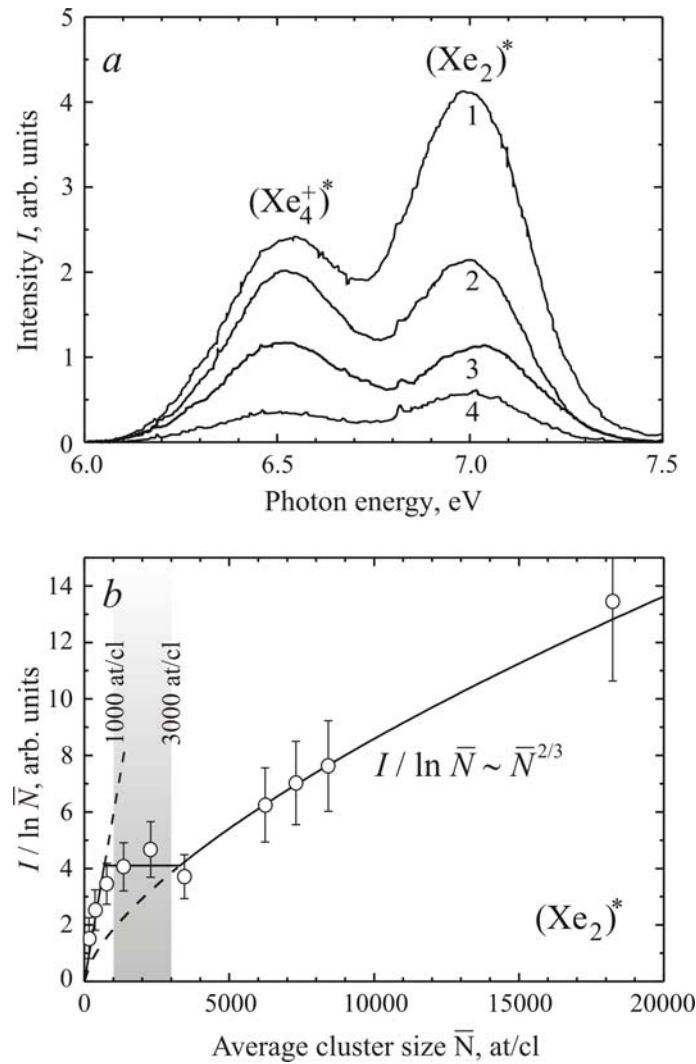 a
(Xe₂)*
(Xe₄⁺)*
1
2
3
4
5
4
3
2
1
0
6.0 6.5 7.0 7.5
Intensity I, arb. units
Photon energy, eV
b
1000 at/cl
3000 at/cl
14
12
10
8
6
4
2
0
I / ln N̅, arb. units
I / ln N̅ ~ N̅²ᐟ³
(Xe₂)*
0 5000 10000 15000 20000
Average cluster size N̅, at/cl